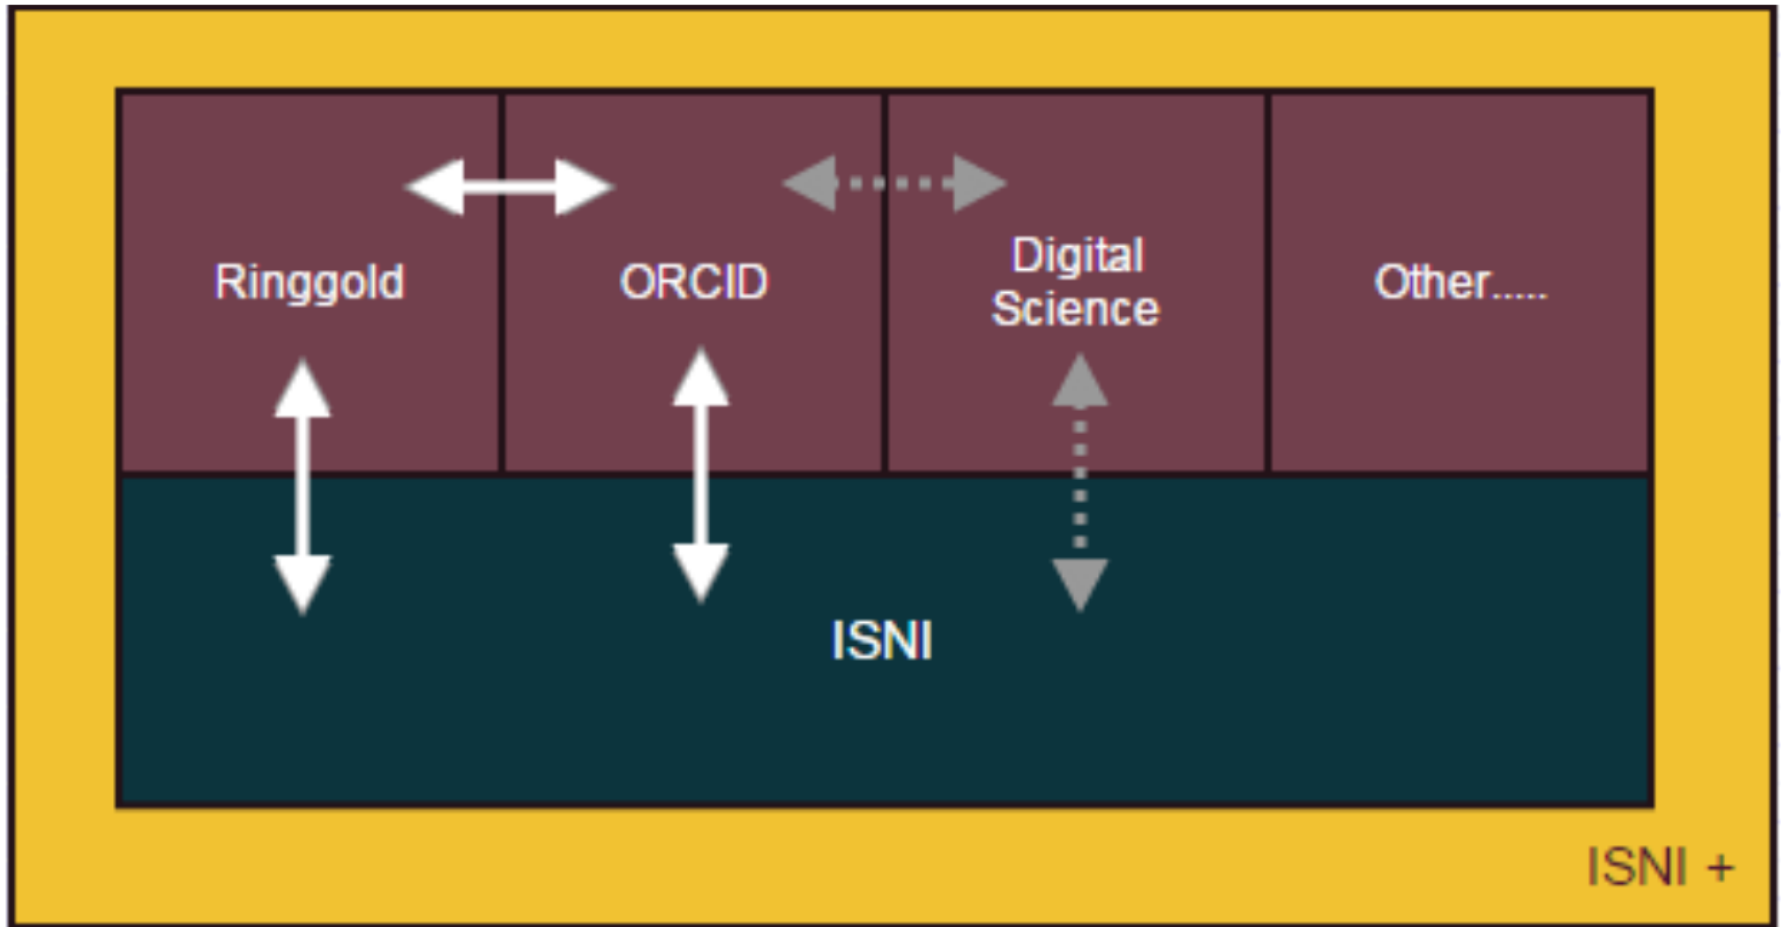 Ringgold
ORCID
Digital
Science
Other.....
ISNI
ISNI +